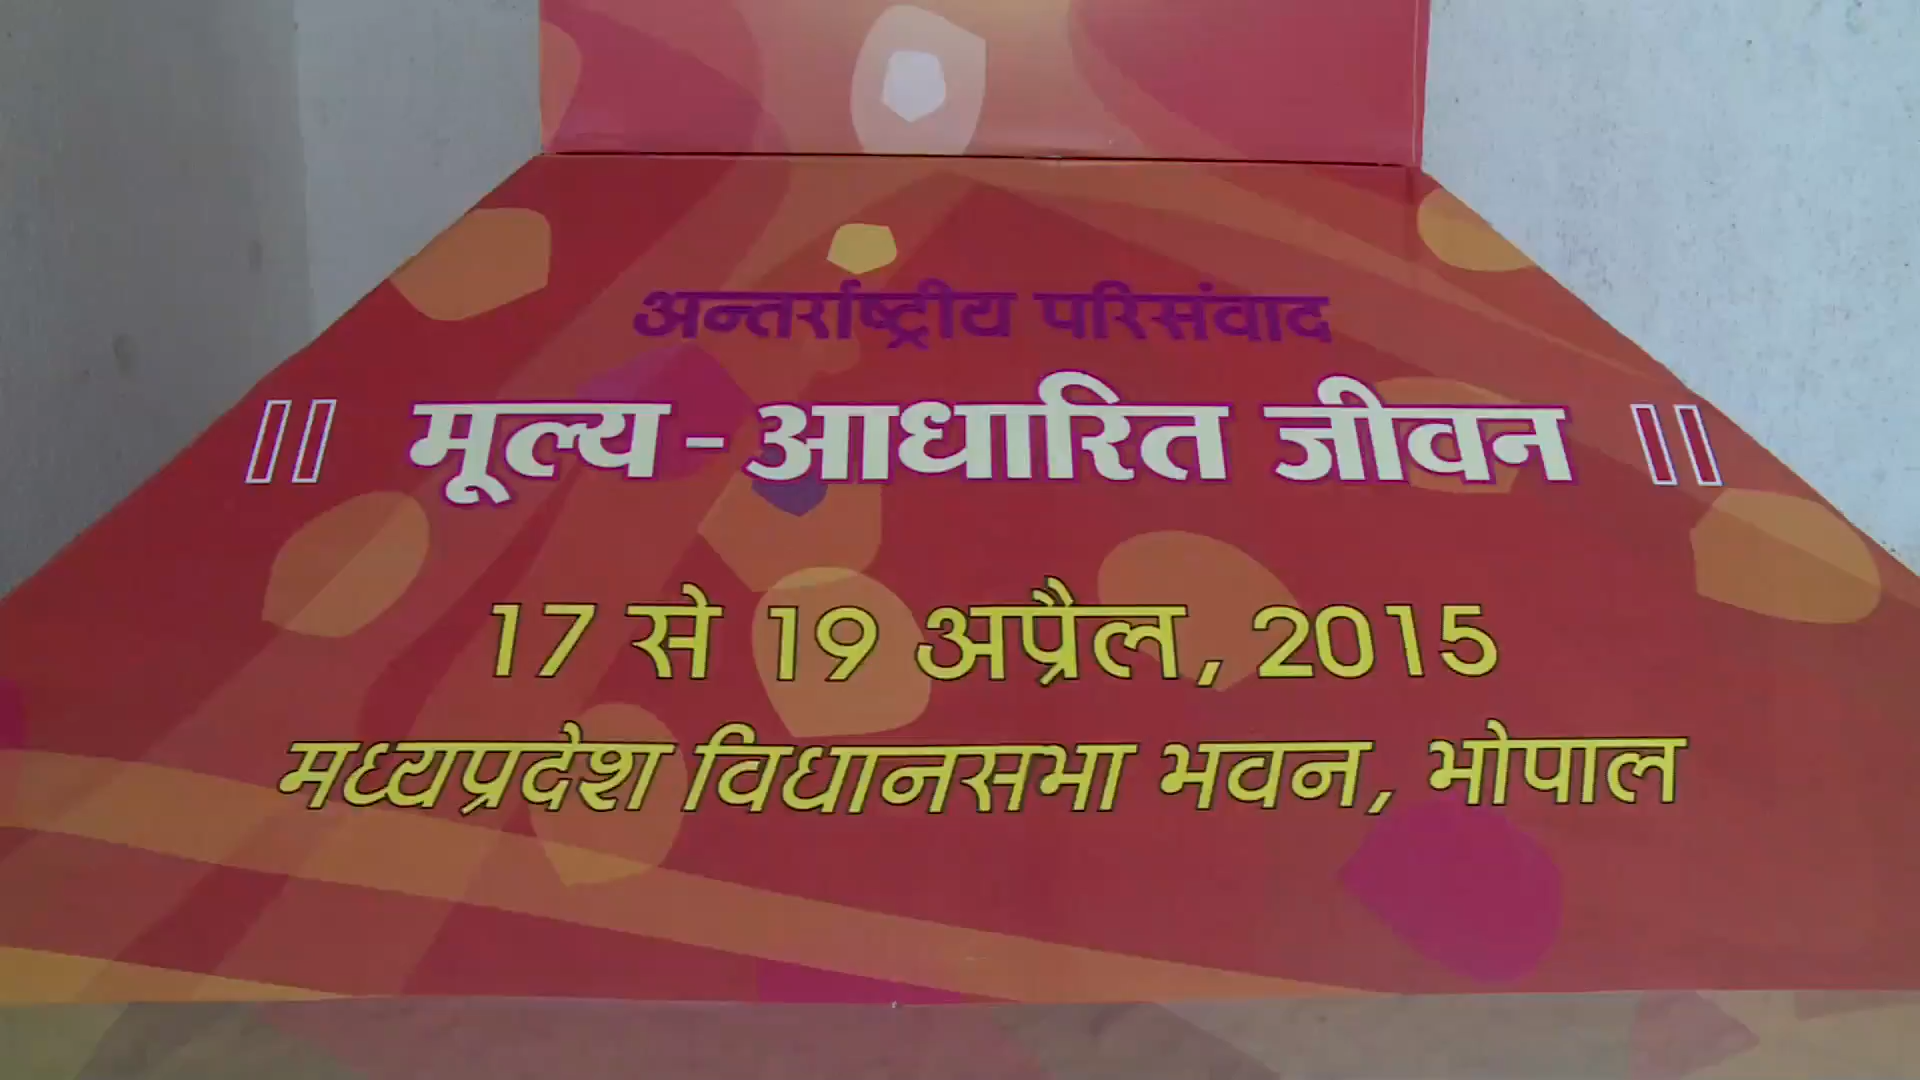 अन्तर्राष्ट्रीय परिसंवाद
|| मूल्य - आधारित जीवन ||
17 से 19 अप्रैल, 2015
मध्यप्रदेश विधानसभा भवन, भोपाल